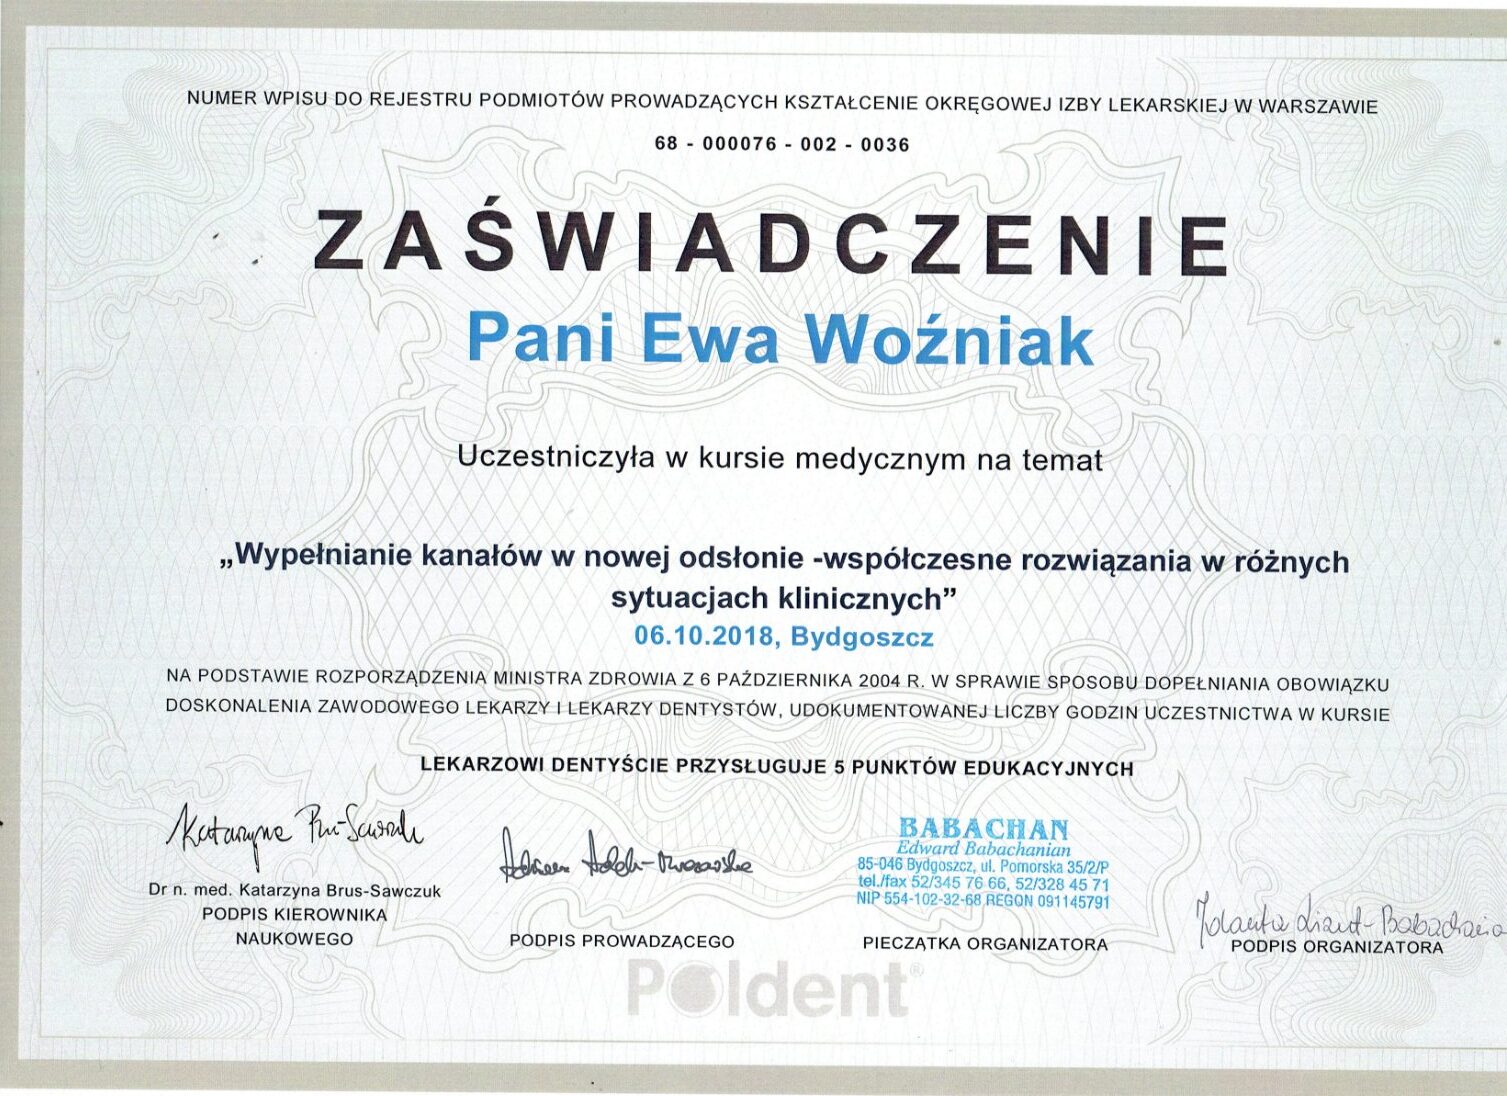 NUMER WPISU DO REJESTRU PODMIOTÓW PROWADZĄCYCH KSZTAŁCENIE OKRĘGOWEJ IZBY LEKARSKIEJ W WARSZAWIE
68 - 000076 - 002 - 0036
ZAŚWIADCZENIE
Pani Ewa Woźniak
Uczestniczyła w kursie medycznym na temat
„Wypełnianie kanałów w nowej odsłonie -współczesne rozwiązania w różnych
sytuacjach klinicznych”
06.10.2018, Bydgoszcz
NA PODSTAWIE ROZPORZĄDZENIA MINISTRA ZDROWIA Z 6 PAŹDZIERNIKA 2004 R. W SPRAWIE SPOSOBU DOPEŁNIANIA OBOWIĄZKU
DOSKONALENIA ZAWODOWEGO LEKARZY I LEKARZY DENTYSTÓW, UDOKUMENTOWANEJ LICZBY GODZIN UCZESTNICTWA W KURSIE
LEKARZOWI DENTYŚCIE PRZYSŁUGUJE 5 PUNKTÓW EDUKACYJNYCH
Katarzyna
Dr n. med. Katarzyna Brus-Sawczuk
PODPIS KIEROWNIKA
NAUKOWEGO
PODPIS PROWADZĄCEGO
BABACHAN
Edward Babachanian
85-046 Bydgoszcz, ul. Pomorska 35/2/P
tel./fax 52/345 76 66, 52/328 45 71
NIP 554-102-32-68 REGON 091145791
PIECZĄTKA ORGANIZATORA
Jolanta
PODPIS ORGANIZATORA
Poldent®